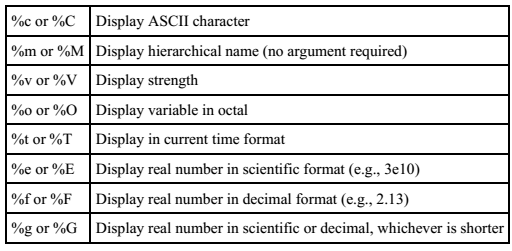 %c or %C Display ASCII character
%m or %M Display hierarchical name (no argument required)
%v or %V Display strength
%o or %O Display variable in octal
%t or %T Display in current time format
%e or %E Display real number in scientific format (e.g., 3e10)
%f or %F Display real number in decimal format (e.g., 2.13)
%g or %G Display real number in scientific or decimal, whichever is shorter